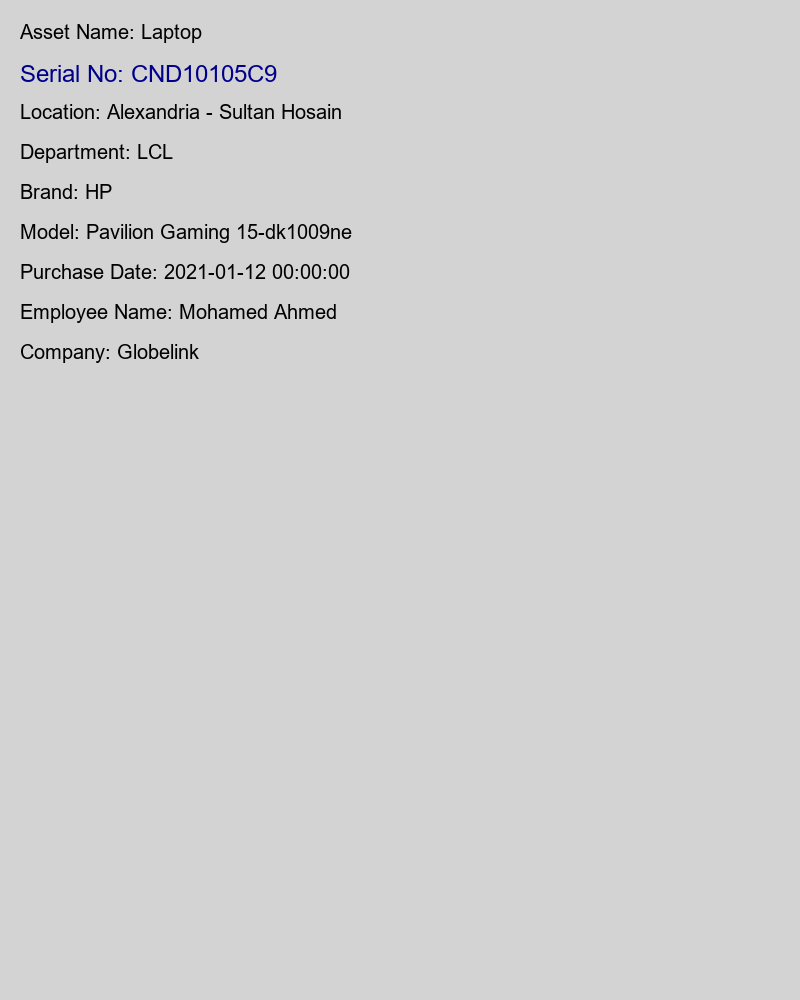 Asset Name: Laptop
Serial No: CND10105C9
Location: Alexandria - Sultan Hosain
Department: LCL
Brand: HP
Model: Pavilion Gaming 15-dk1009ne
Purchase Date: 2021-01-12 00:00:00
Employee Name: Mohamed Ahmed
Company: Globelink